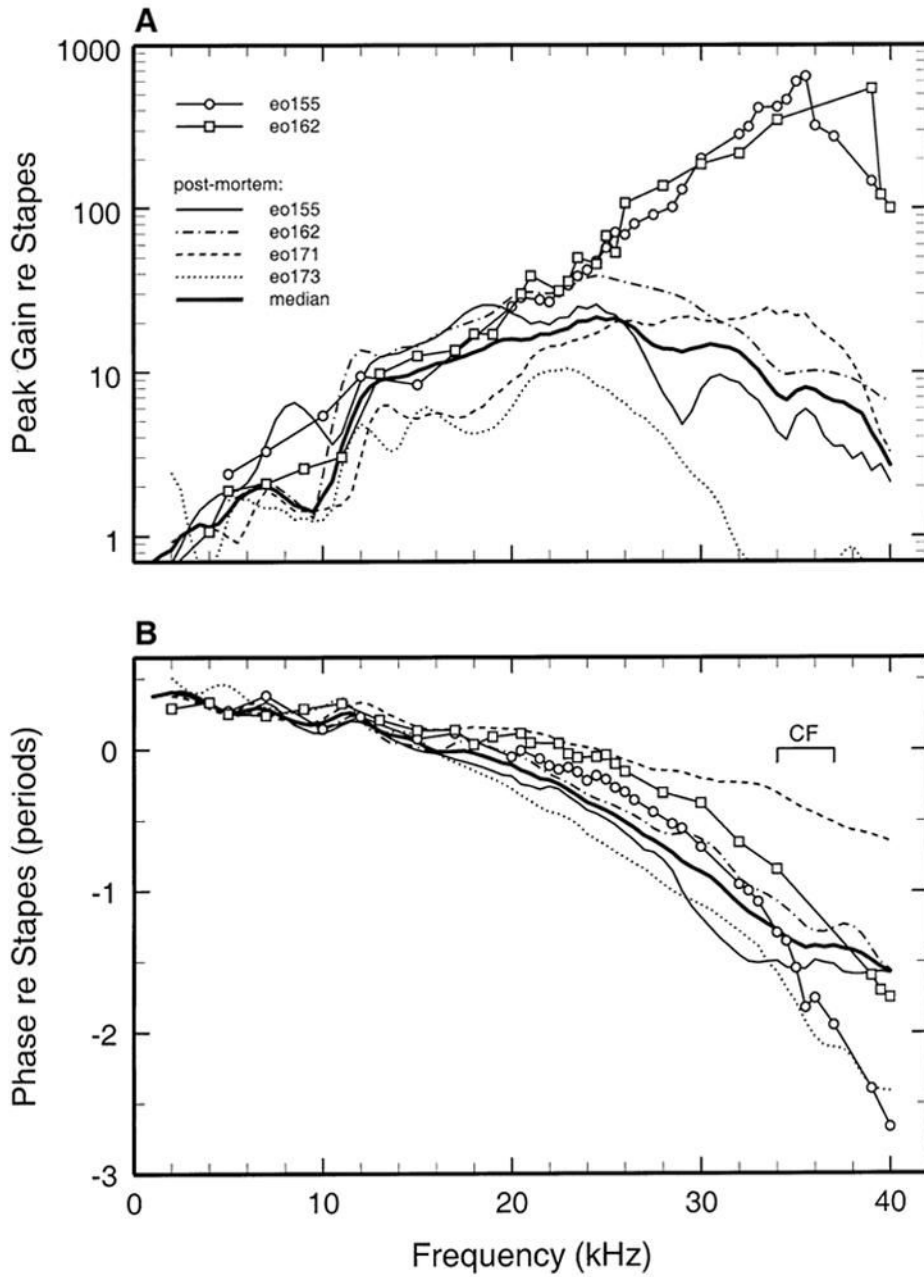 A
1000
100
10
1
Peak Gain re Stapes
eo155
eo162
post-mortem:
eo155
eo162
eo171
eo173
median
B
0
-1
-2
-3
Phase re Stapes (periods)
CF
0
10
20
30
40
Frequency (kHz)